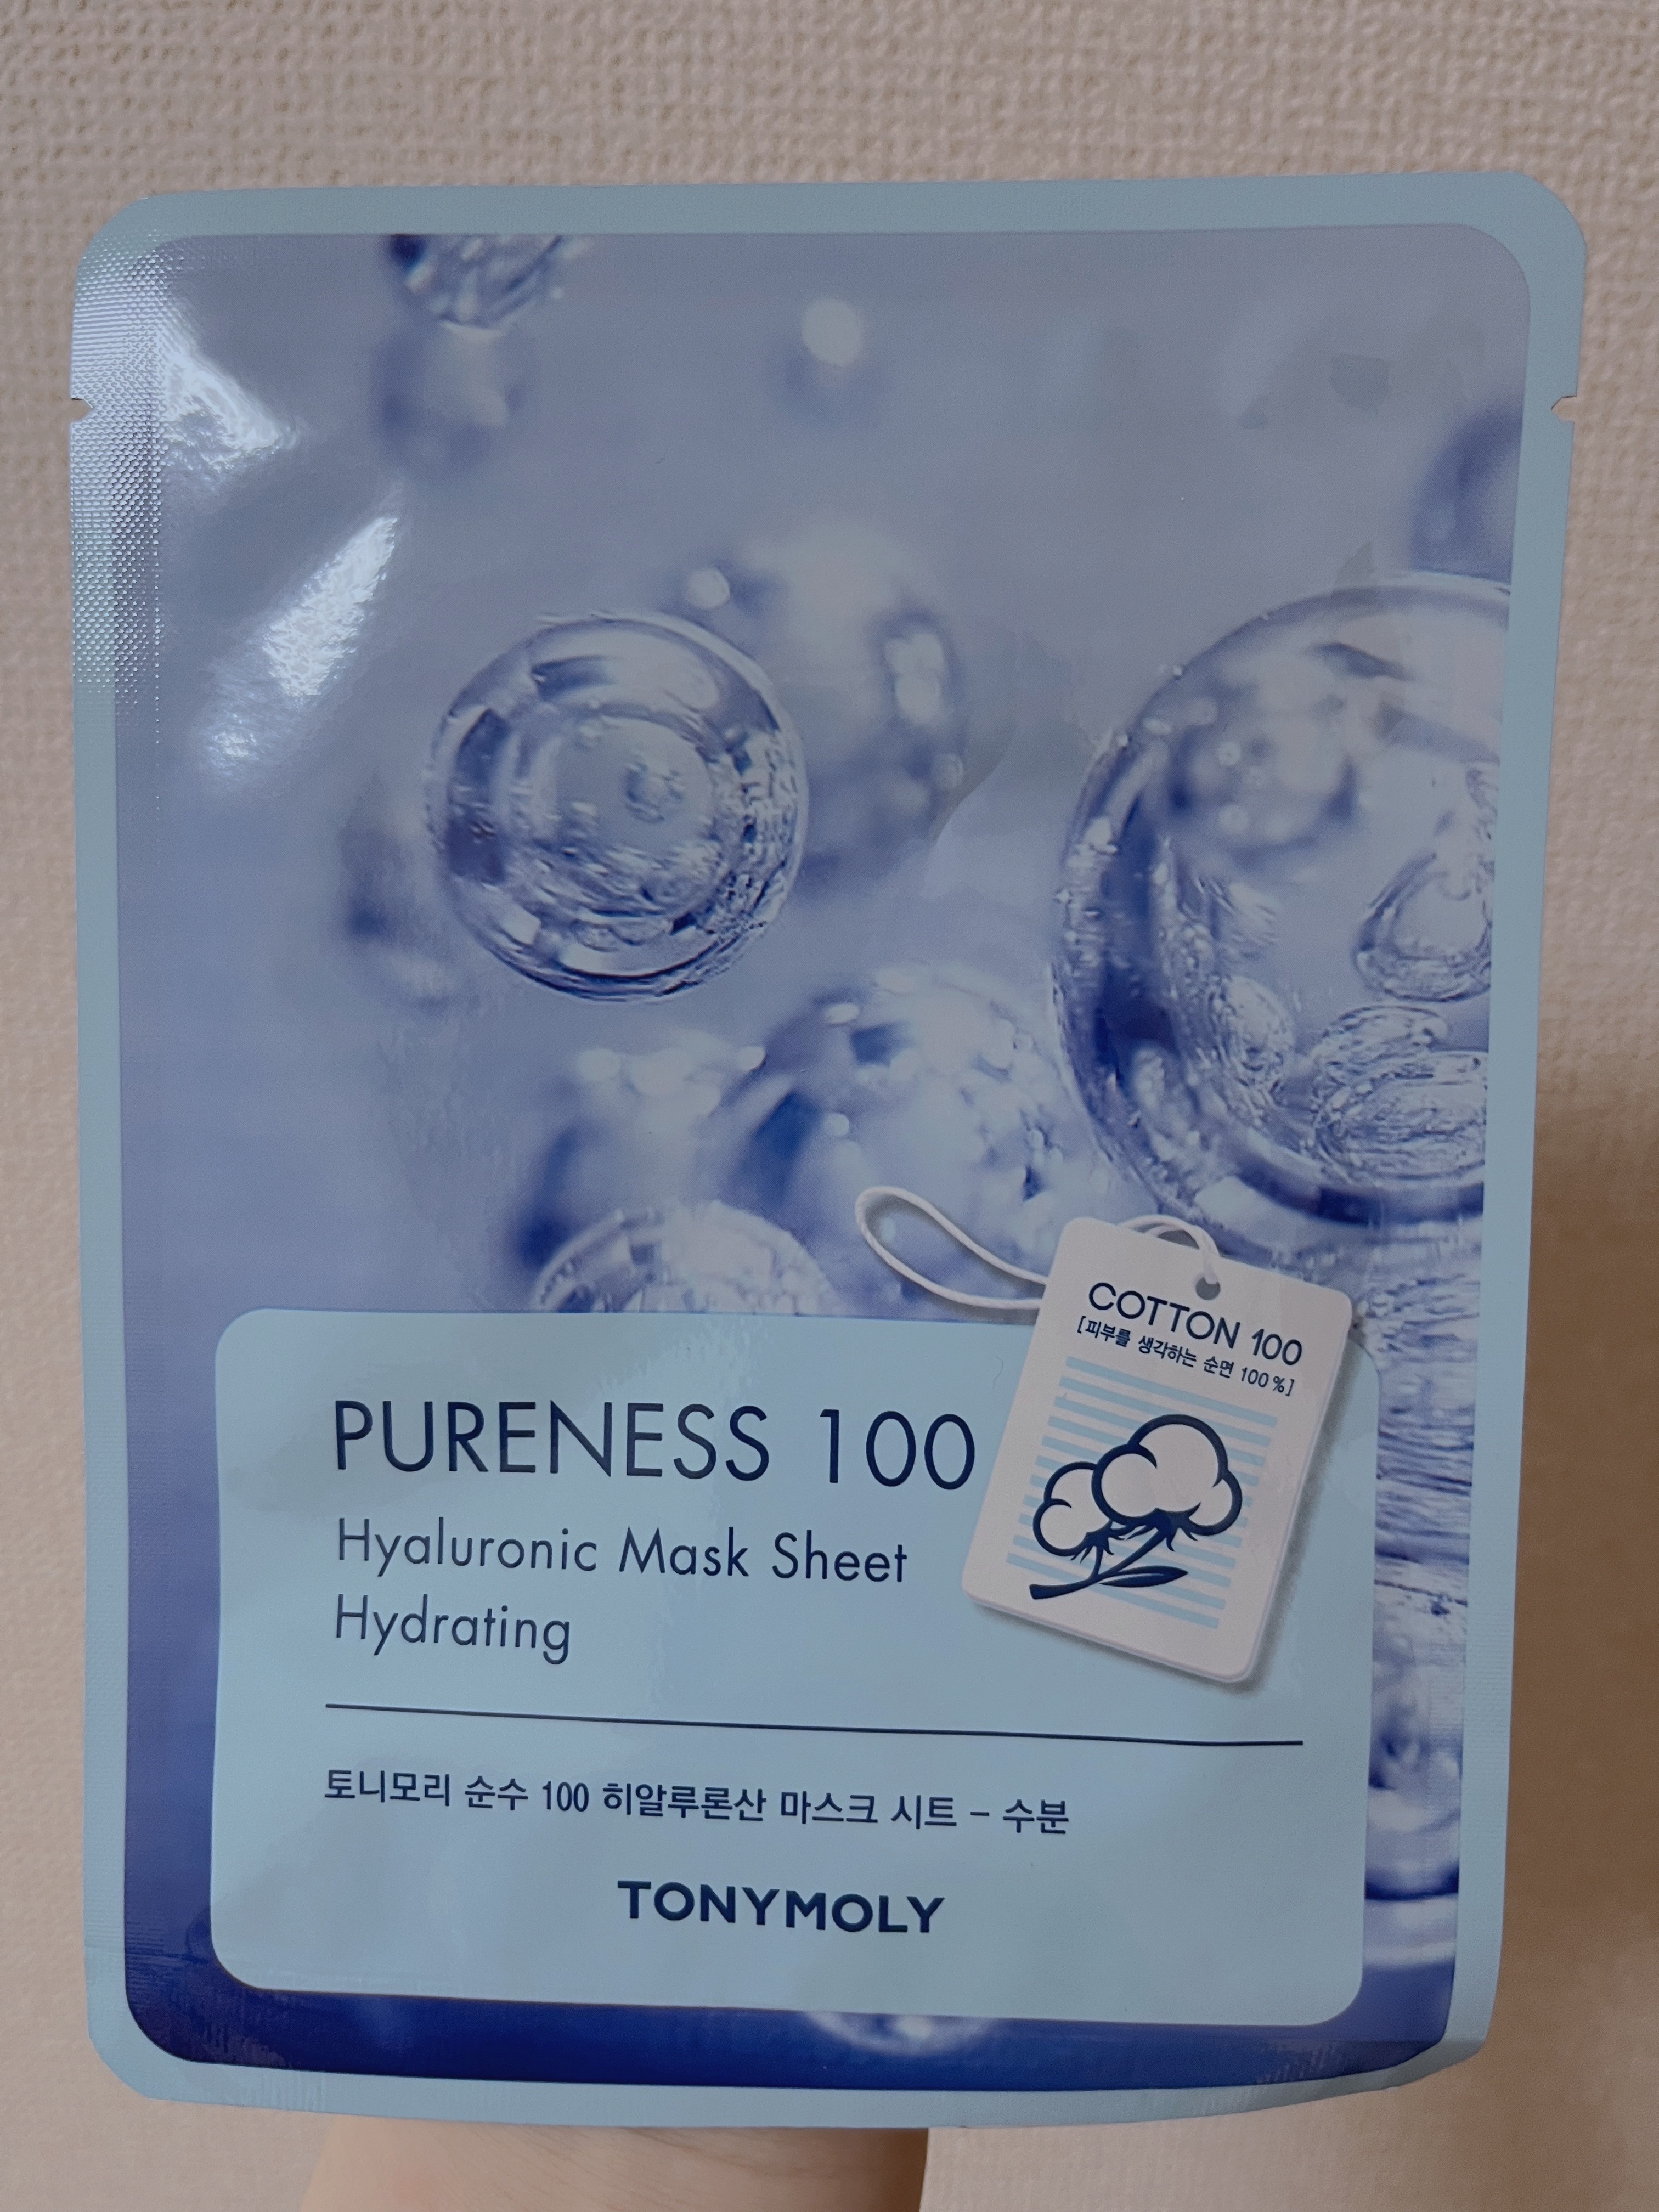 COTTON 100
[피부를 생각하는 순면 100%]
PURENESS 100
Hyaluronic Mask Sheet
Hydrating
토니모리 순수 100 히알루론산 마스크 시트 - 수분
TONYMOLY